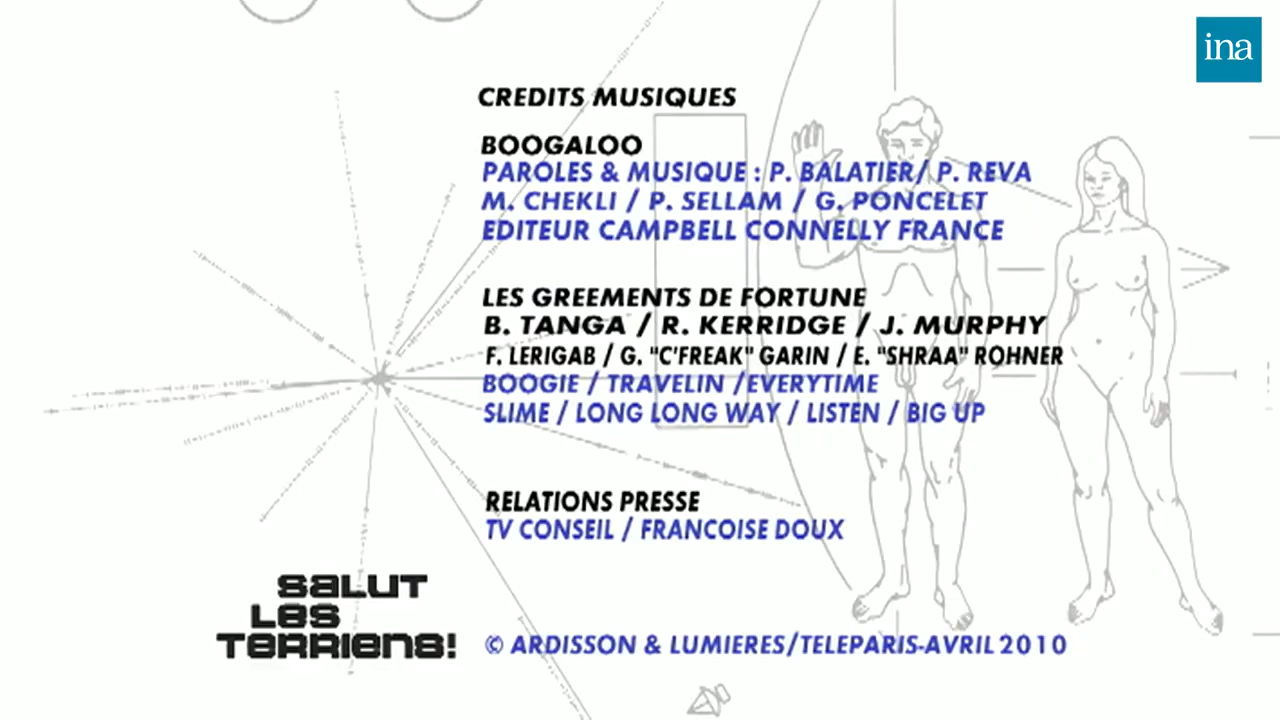 ina
CREDITS MUSIQUES
BOOGALOO
PAROLES & MUSIQUE : P. BALATIER/ P. REVA
M. CHEKLI / P. SELLAM / G. PONCELET
EDITEUR CAMPBELL CONNELLY FRANCE
LES GREEMENTS DE FORTUNE
B. TANGA / R. KERRIDGE / J. MURPHY
F. LERIGAB / G. "C'FREAK" GARIN / E. "SHRAA" ROHNER
BOOGIE / TRAVELIN /EVERYTIME
SLIME / LONG LONG WAY / LISTEN / BIG UP
RELATIONS PRESSE
TV CONSEIL / FRANCOISE DOUX
SALUT
LES
TERRIENS!
© ARDISSON & LUMIERES/TELEPARIS-AVRIL 2010